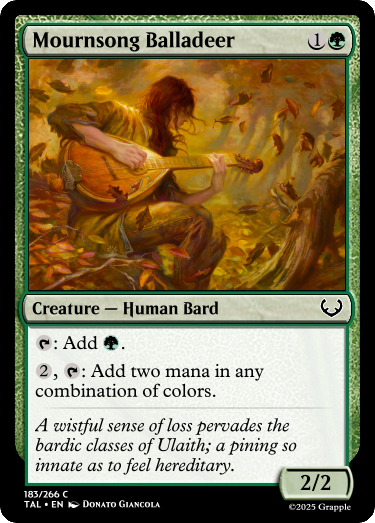 Mournsong Balladeer 1
Creature — Human Bard
: Add .
2, : Add two mana in any
combination of colors.
A wistful sense of loss pervades the
bardic classes of Ulaith; a pining so
innate as to feel hereditary.
2/2
183/266 C
TAL • EN Donato Giancola
©2025 Grapple